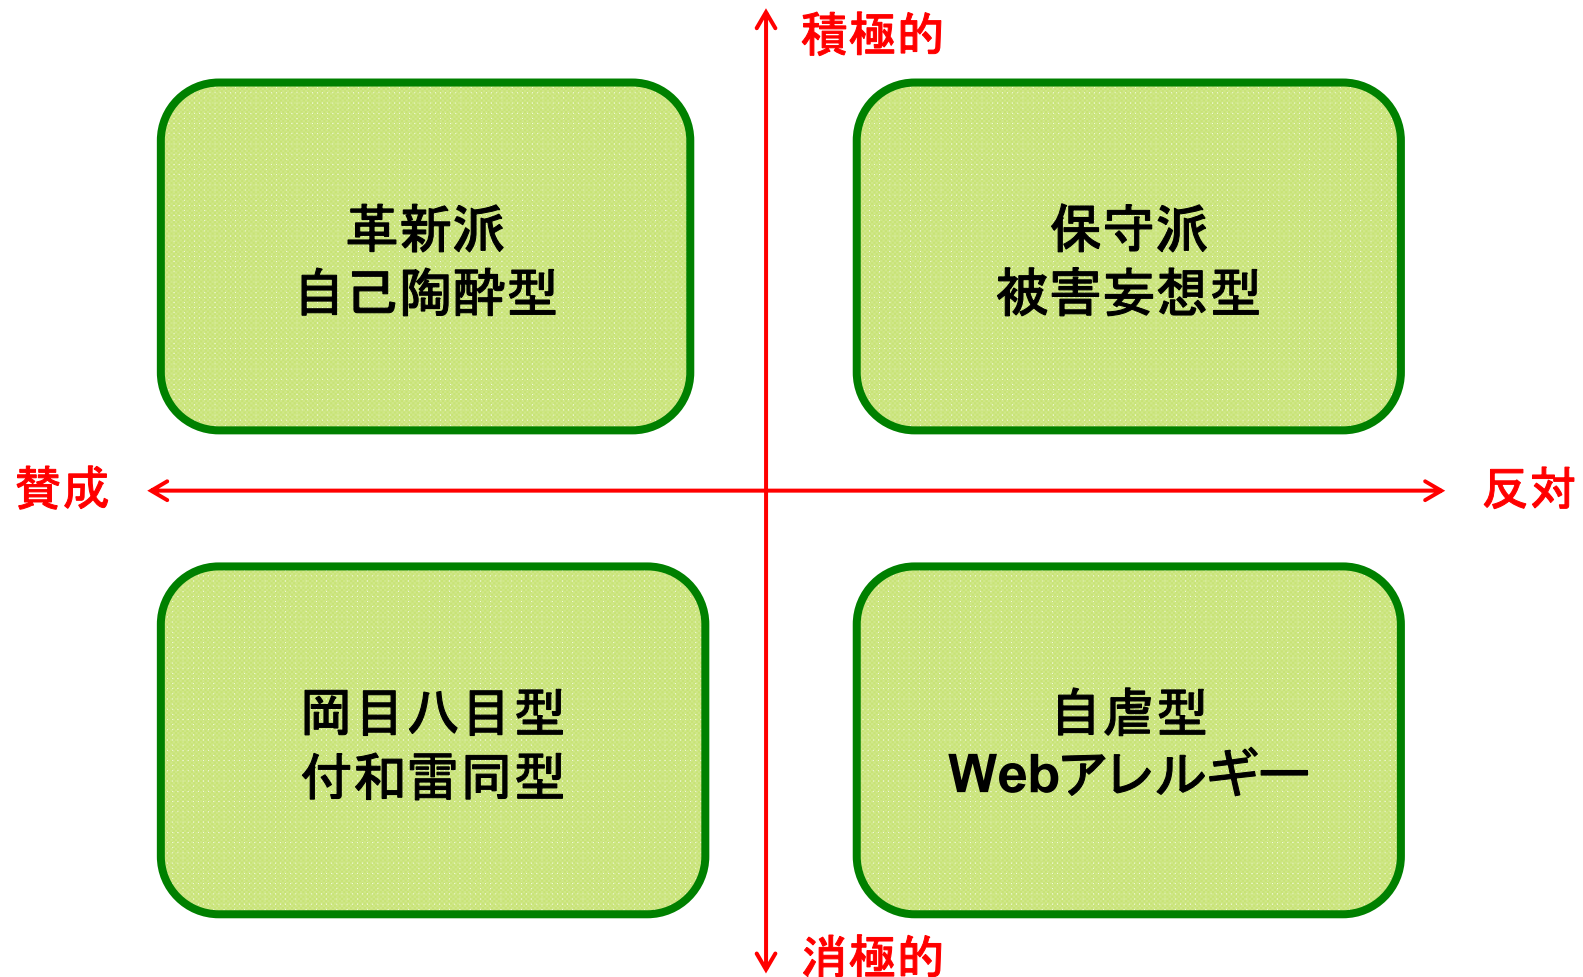 積極的
革新派
自己陶酔型
保守派
被害妄想型
賛成
反対
岡目八目型
付和雷同型
自虐型
Webアレルギー
消極的